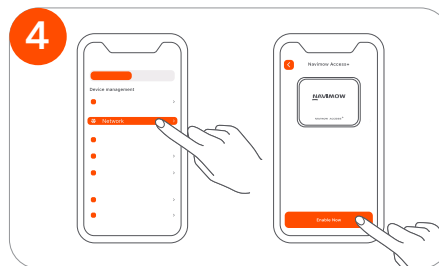 4
Device management
Network
Navimow Access+
NAVIMOW
Enable Now